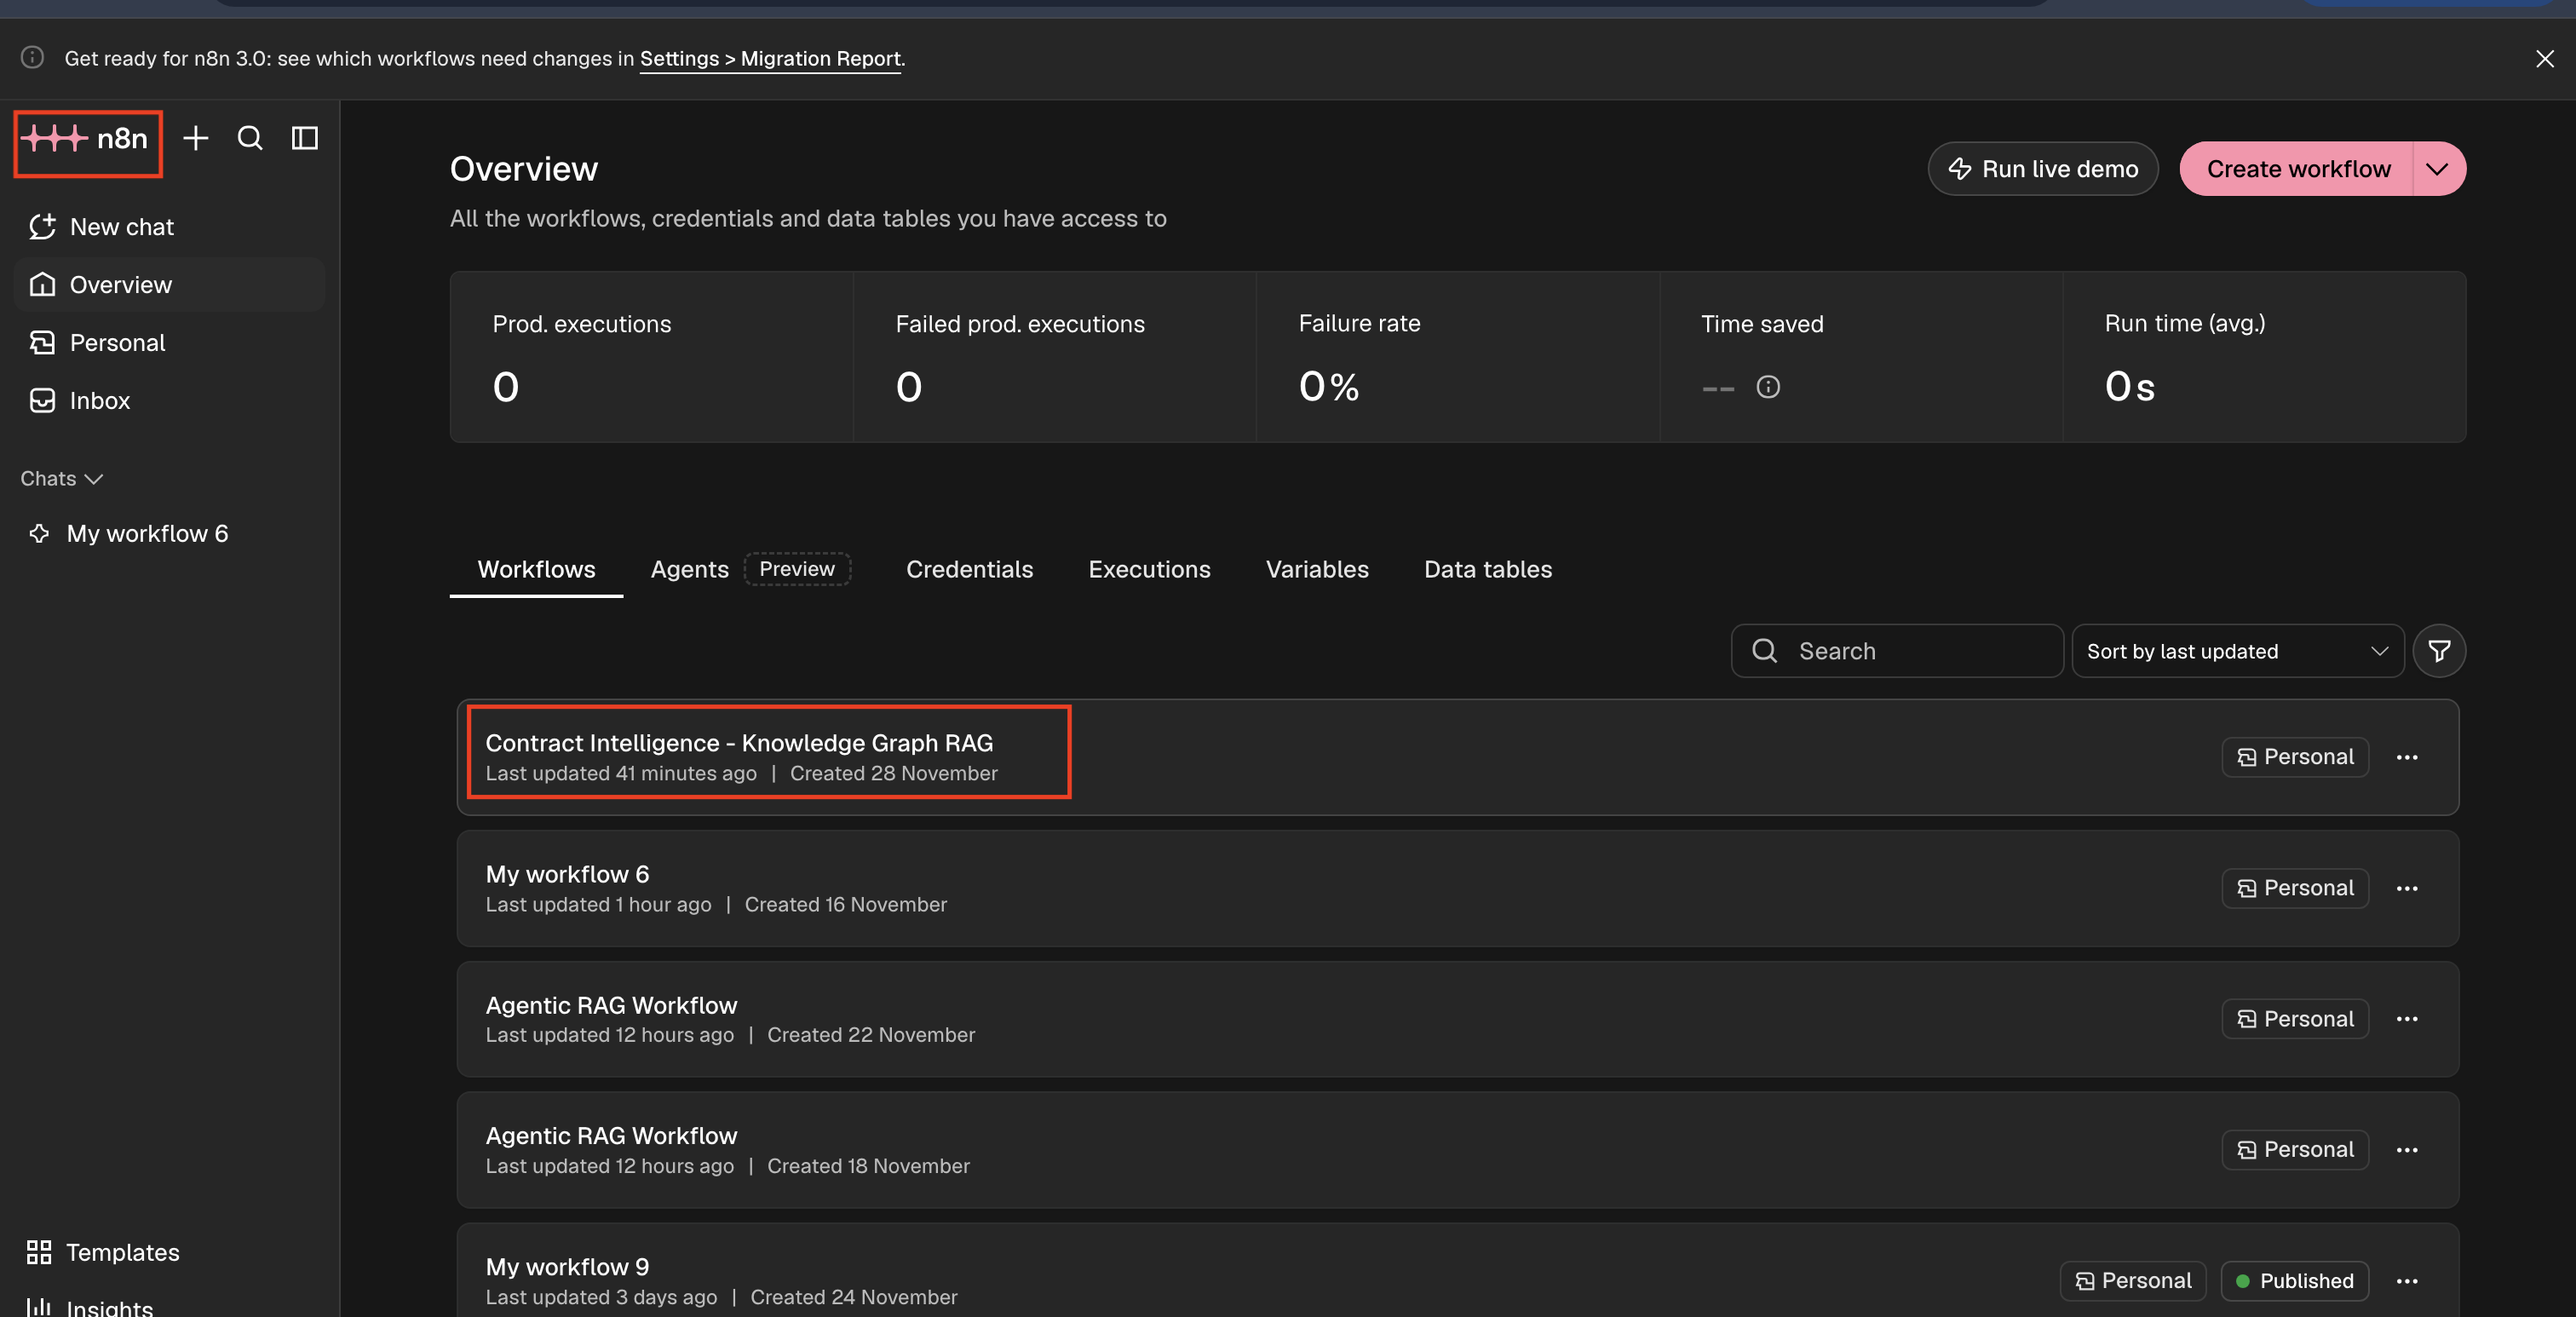 Get ready for n8n 3.0: see which workflows need changes in Settings > Migration Report.
n8n
New chat
Overview
Personal
Inbox
Chats
My workflow 6
Templates
Insights
Overview
All the workflows, credentials and data tables you have access to
Run live demo
Create workflow
Prod. executions
0
Failed prod. executions
0
Failure rate
0%
Time saved
--
Run time (avg.)
0s
Workflows Agents Preview Credentials Executions Variables Data tables
Search
Sort by last updated
Contract Intelligence - Knowledge Graph RAG
Last updated 41 minutes ago | Created 28 November
Personal
My workflow 6
Last updated 1 hour ago | Created 16 November
Personal
Agentic RAG Workflow
Last updated 12 hours ago | Created 22 November
Personal
Agentic RAG Workflow
Last updated 12 hours ago | Created 18 November
Personal
My workflow 9
Last updated 3 days ago | Created 24 November
Personal
Published